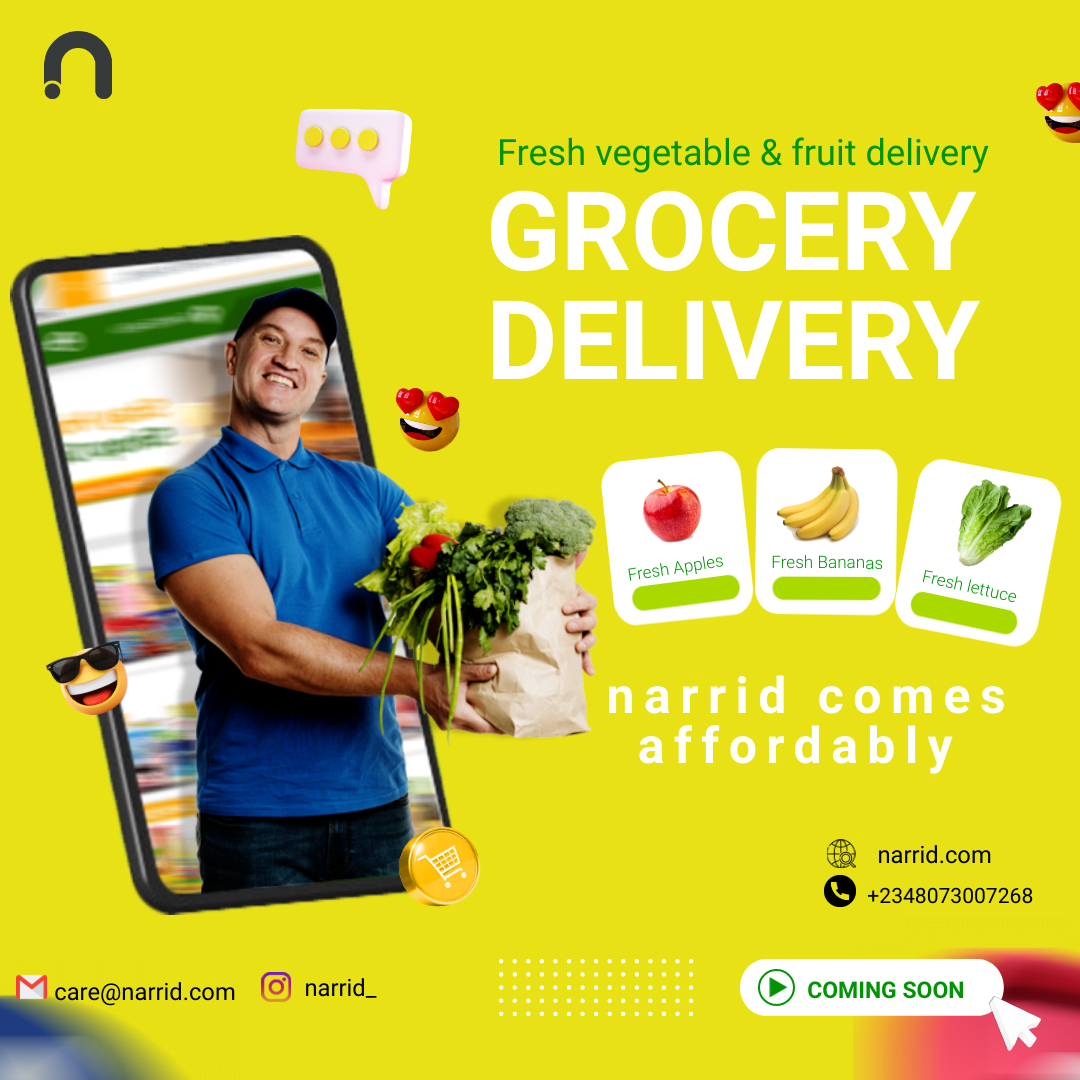 Fresh vegetable & fruit delivery
GROCERY
DELIVERY
Fresh Apples
Fresh Bananas
Fresh lettuce
narrid comes
affordably
narrid.com
+2348073007268
care@narrid.com
narrid_
COMING SOON